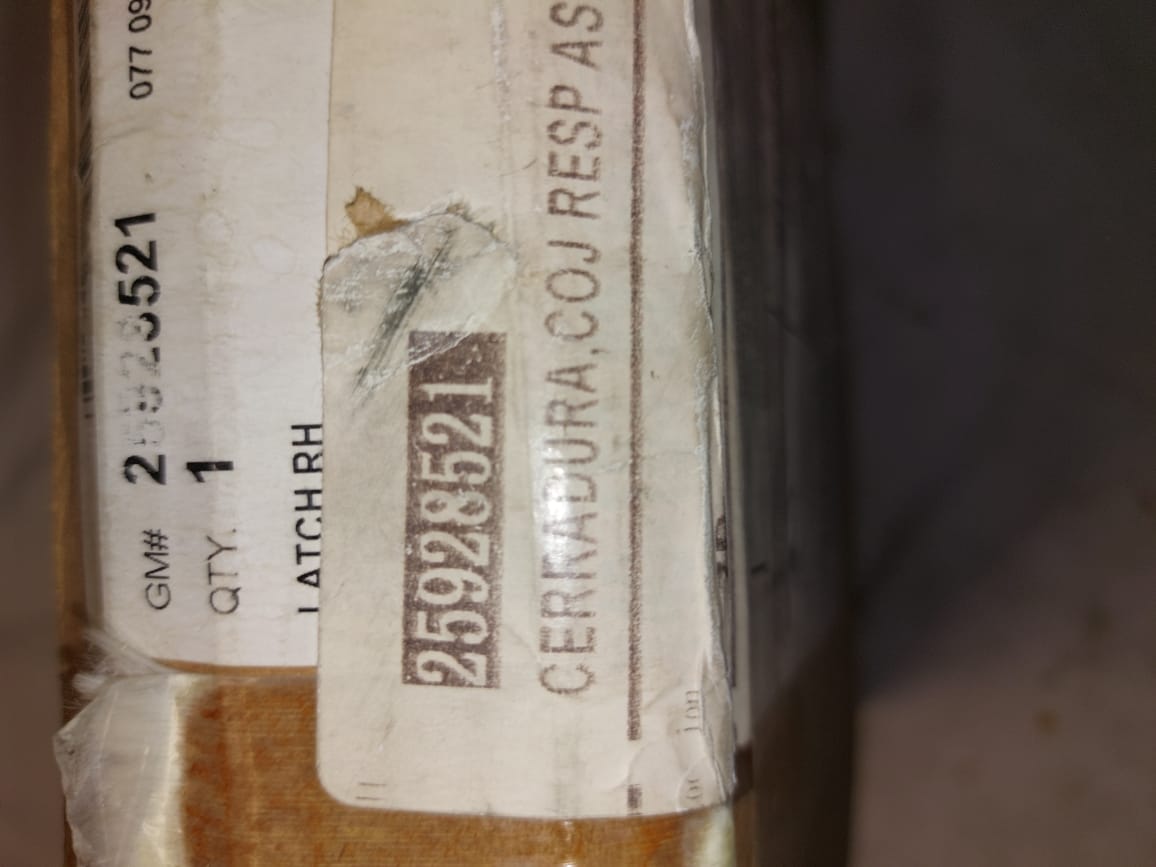 077 09
GM# 25928521
QTY. 1
LATCH RH
25928521
CERRADURA,COJ RESP AS